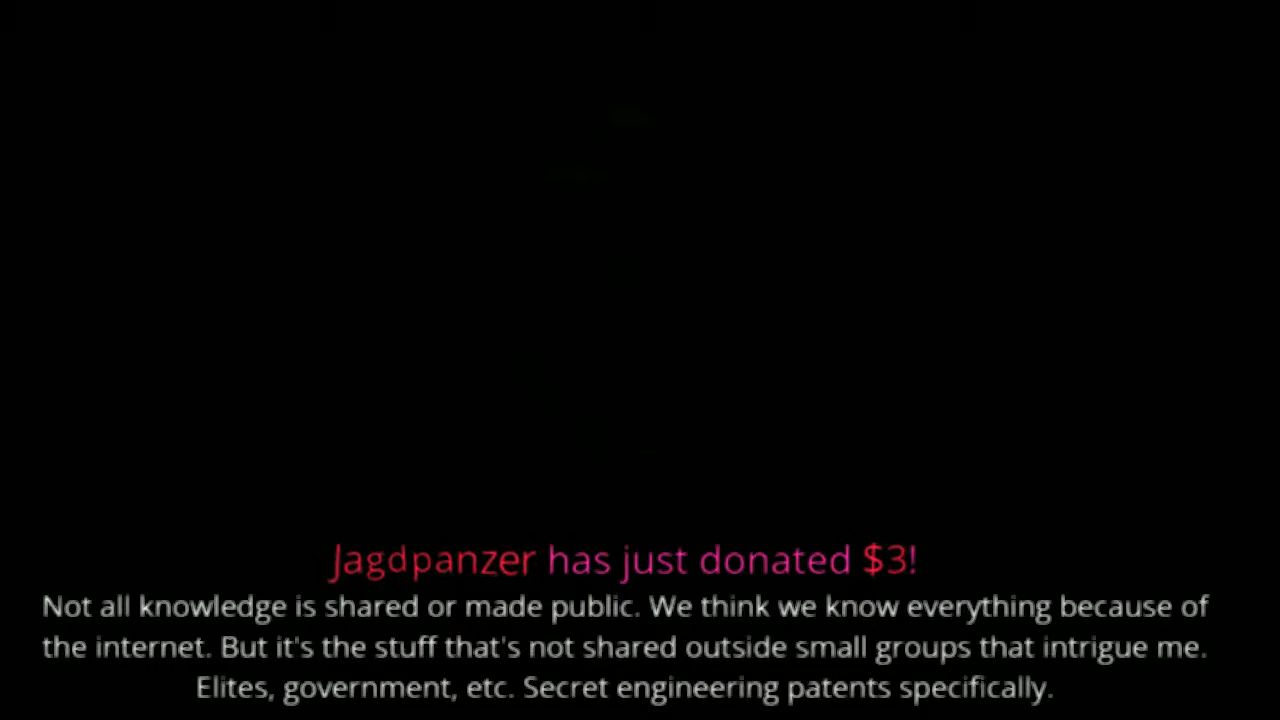 Jagdpanzer has just donated $3!
Not all knowledge is shared or made public. We think we know everything because of
the internet. But it's the stuff that's not shared outside small groups that intrigue me.
Elites, government, etc. Secret engineering patents specifically.